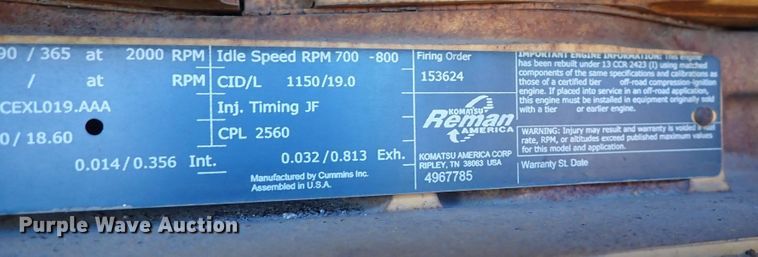 90 / 365 at 2000 RPM
/ at RPM
CEXL019.AAA
0 / 18.60
0.014/0.356 Int. 0.032/0.813 Exh.
Idle Speed RPM 700 -800
CID/L 1150/19.0
Inj. Timing JF
CPL 2560
Manufactured by Cummins Inc.
Assembled in U.S.A.
Firing Order
153624
KOMATSU
Reman
AMERICA
KOMATSU AMERICA CORP
RIPLEY, TN 38063 USA
4967785
IMPORTANT ENGINE INFORMATION: This engine
has been rebuilt under 13 CCR 2423 (l) using matched
components of the same specifications and calibrations as
those of a certified tier off-road compression-ignition
engine. If placed into service in an off-road application,
this engine must be installed in equipment originally sold
with a tier or earlier engine.
WARNING: Injury may result and warranty is voided if fuel
rate, RPM, or altitudes exceed published maximum values
for this model and application.
Warranty St. Date
Purple Wave Auction